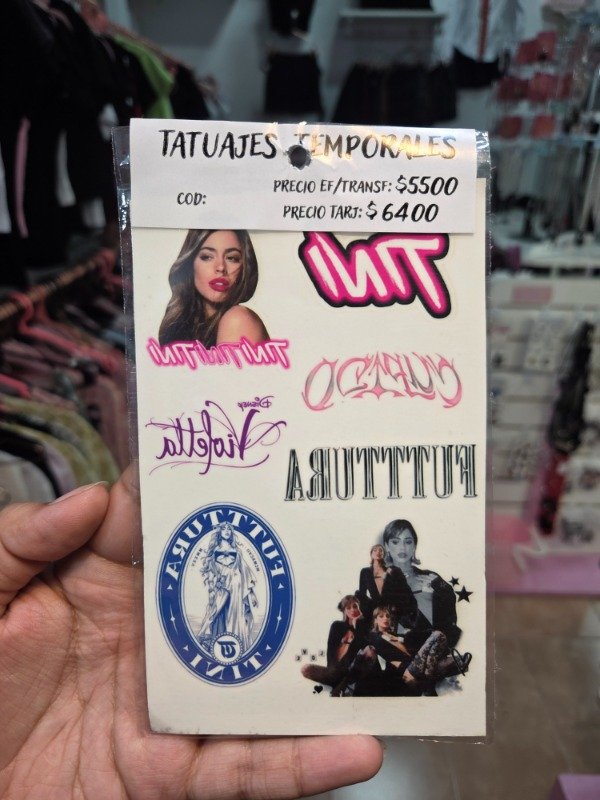 TATUAJES TEMPORALES
PRECIO EF/TRANSF: $5500
COD:
PRECIO TARJ: $6400
TINI
TINI TINI TINI
Disney
Violetta
FUTTTURA
FUTTTURA
TINI